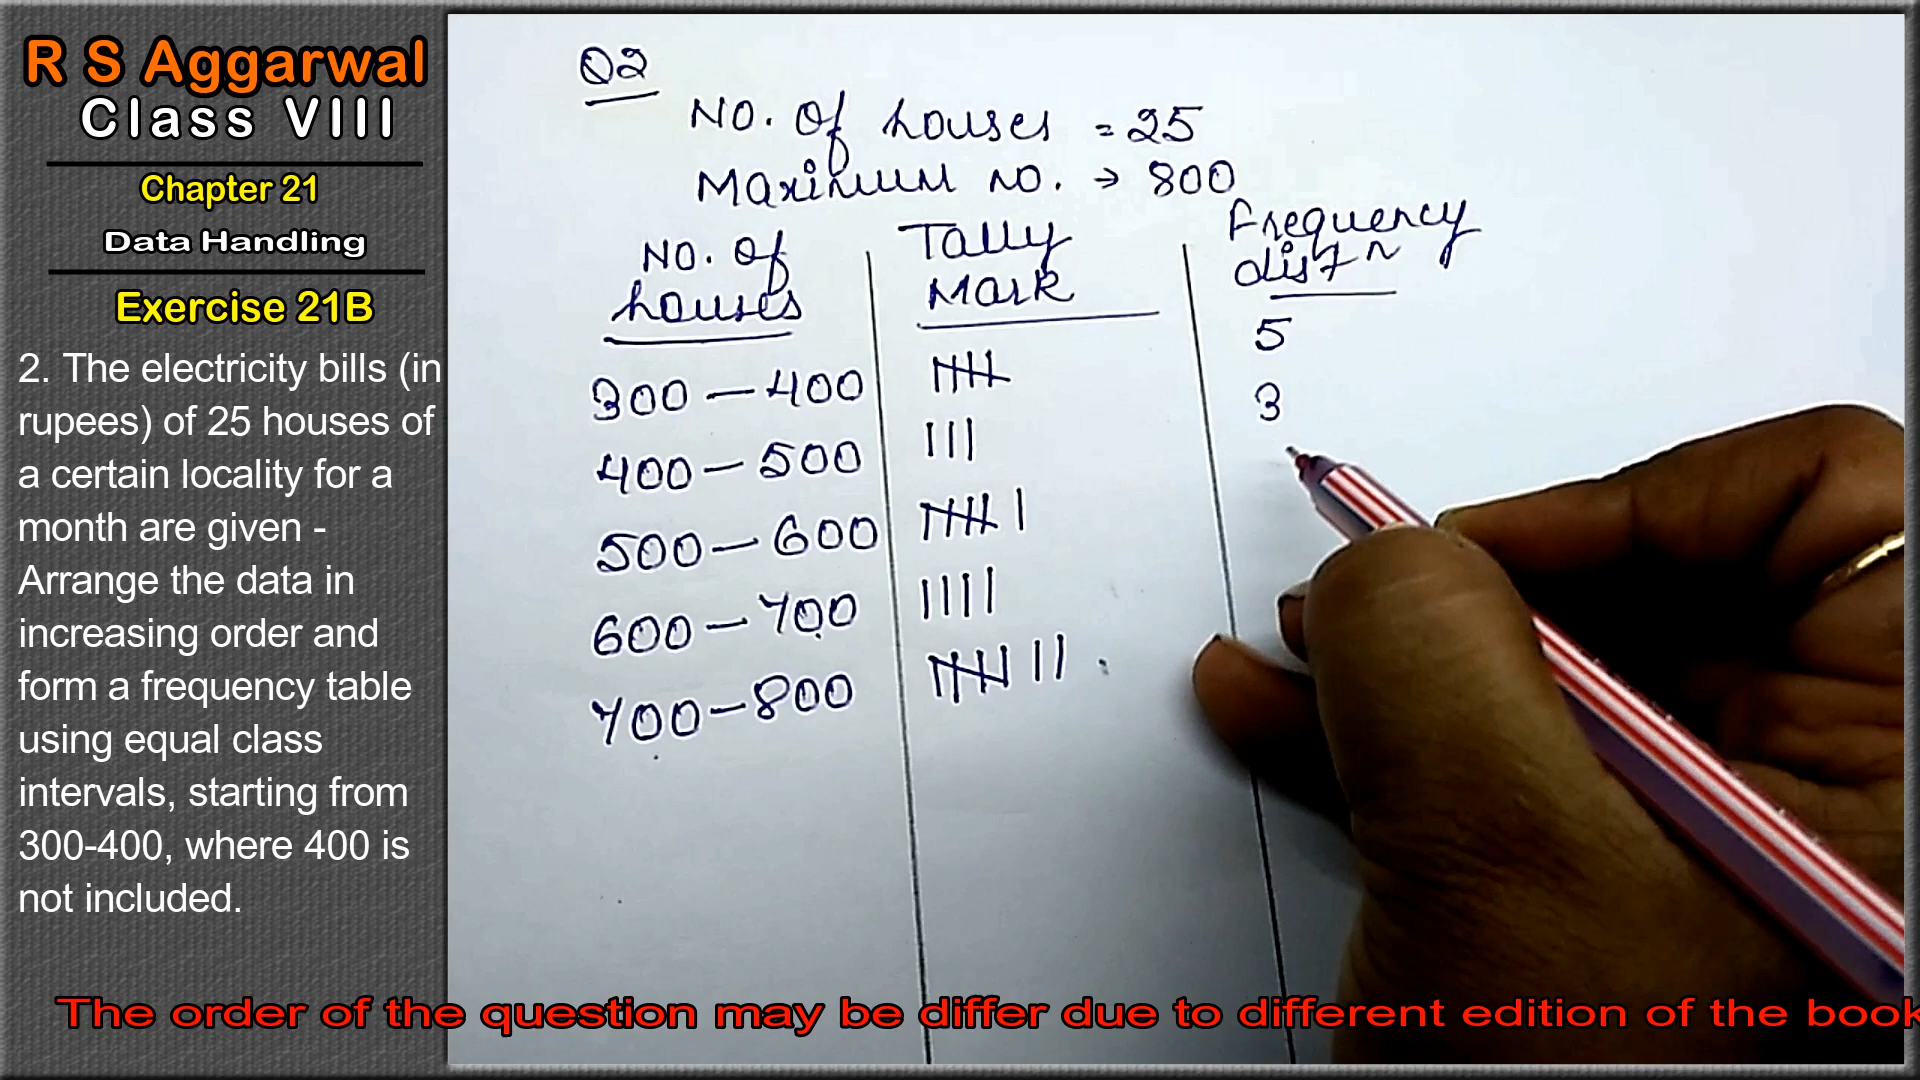 R S Aggarwal
Class VIII
Chapter 21
Data Handling
Exercise 21B
2. The electricity bills (in
rupees) of 25 houses of
a certain locality for a
month are given -
Arrange the data in
increasing order and
form a frequency table
using equal class
intervals, starting from
300-400, where 400 is
not included.
Q2
No. of houses = 25
Maximum no. → 800
No. of houses
Tally Mark
Frequency distn
300 — 400 5
400 — 500 ||| 3
500 — 600
600 — 700 ||||
700 — 800
The order of the question may be differ due to different edition of the book